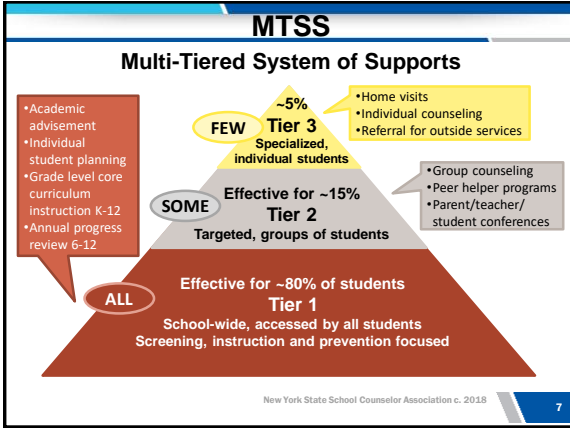 MTSS
Multi-Tiered System of Supports
•Academic
advisement
•Individual
student planning
•Grade level core
curriculum
instruction K-12
•Annual progress
review 6-12
~5%
FEW
Tier 3
Specialized,
individual students
•Home visits
•Individual counseling
•Referral for outside services
SOME
Effective for ~15%
Tier 2
Targeted, groups of students
•Group counseling
•Peer helper programs
•Parent/teacher/
student conferences
ALL
Effective for ~80% of students
Tier 1
School-wide, accessed by all students
Screening, instruction and prevention focused
New York State School Counselor Association c. 2018
7